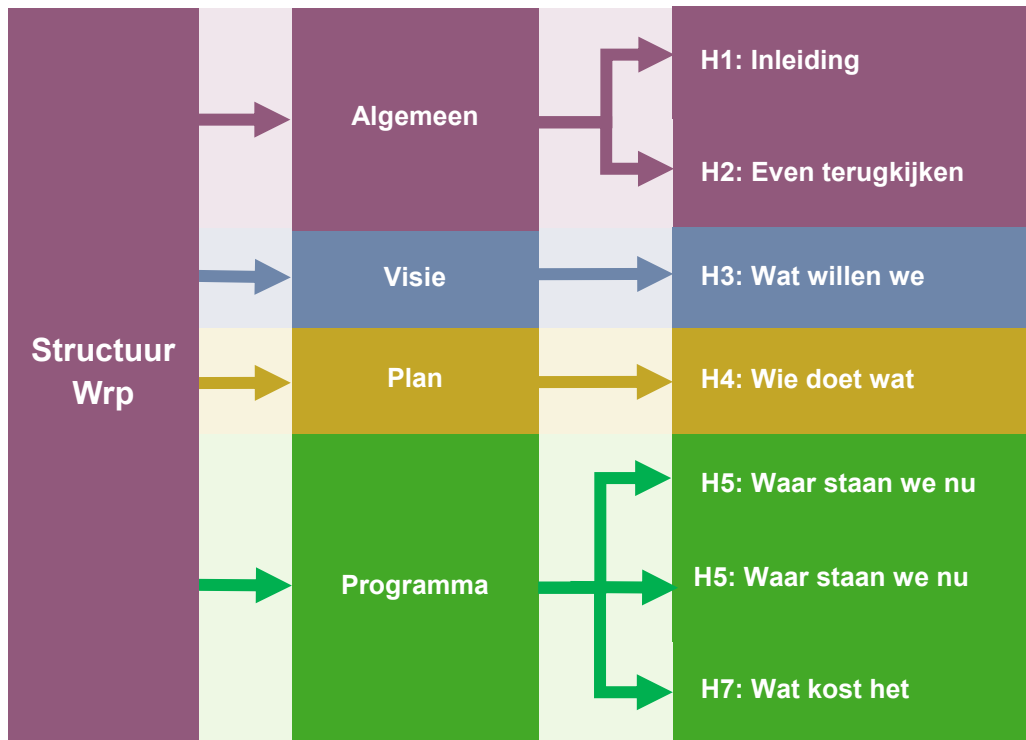 Structuur
Wrp
Algemeen
H1: Inleiding
H2: Even terugkijken
Visie
H3: Wat willen we
Plan
H4: Wie doet wat
Programma
H5: Waar staan we nu
H5: Waar staan we nu
H7: Wat kost het